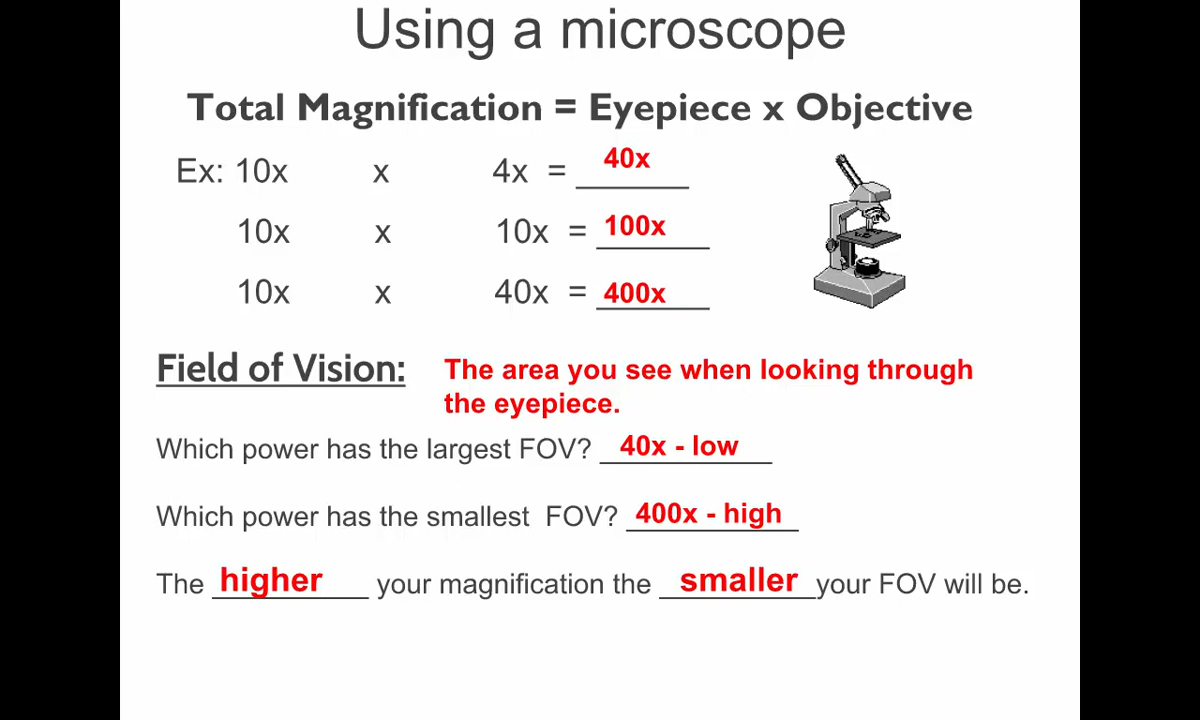 Using a microscope
Total Magnification = Eyepiece x Objective
Ex: 10x x 4x = 40x
10x x 10x = 100x
10x x 40x = 400x
Field of Vision: The area you see when looking through
the eyepiece.
Which power has the largest FOV? 40x - low
Which power has the smallest FOV? 400x - high
The higher your magnification the smaller your FOV will be.